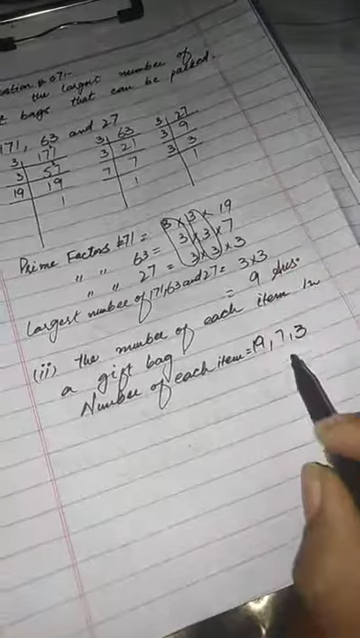 Question # 07:-
the largest number of
bags that can be packed.
171, 63 and 27
3 171 3 63 3 27
3 57 3 21 3 9
19 19 7 7 3 3
1 1 1
Prime Factors 171 = 3 × 3 × 19
" " 63 = 3 × 3 × 7
" " 27 = 3 × 3 × 3
Largest number of 171, 63 and 27 = 3×3
= 9 Ans.
(ii) The number of each item in
a gift bag
Number of each item = 19, 7, 3